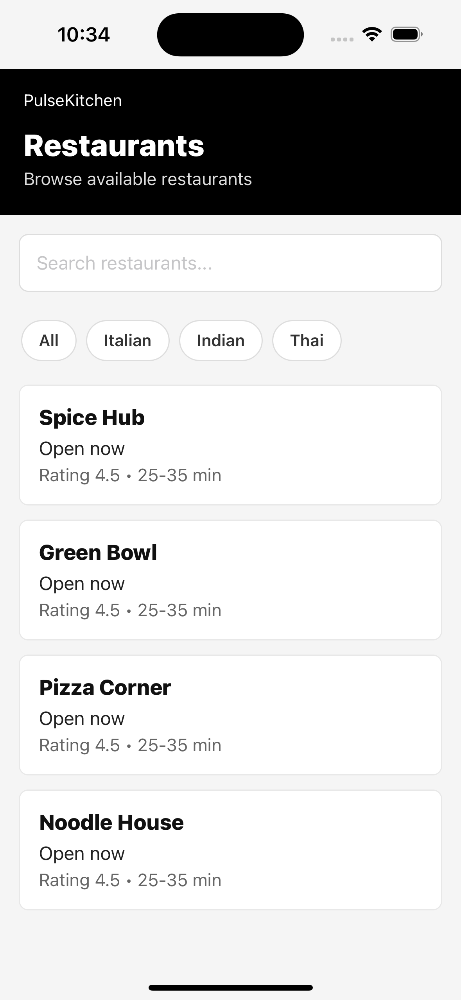 10:34
PulseKitchen
Restaurants
Browse available restaurants
Search restaurants...
All Italian Indian Thai
Spice Hub
Open now
Rating 4.5 • 25-35 min
Green Bowl
Open now
Rating 4.5 • 25-35 min
Pizza Corner
Open now
Rating 4.5 • 25-35 min
Noodle House
Open now
Rating 4.5 • 25-35 min